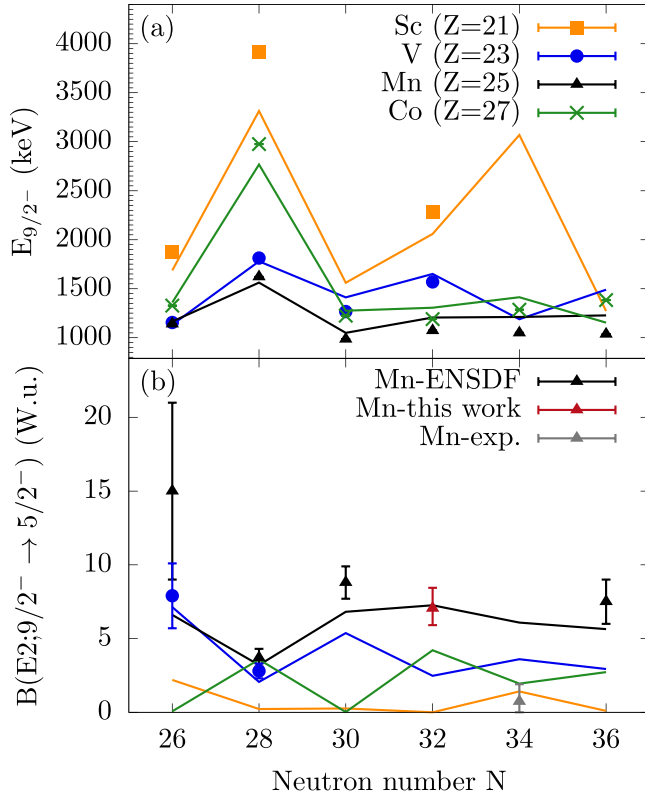 (a)
Sc (Z=21)
V (Z=23)
Mn (Z=25)
Co (Z=27)
4000
3500
3000
2500
2000
1500
1000
E9/2− (keV)
(b)
Mn-ENSDF
Mn-this work
Mn-exp.
20
15
10
5
0
B(E2;9/2− → 5/2−) (W.u.)
26 28 30 32 34 36
Neutron number N